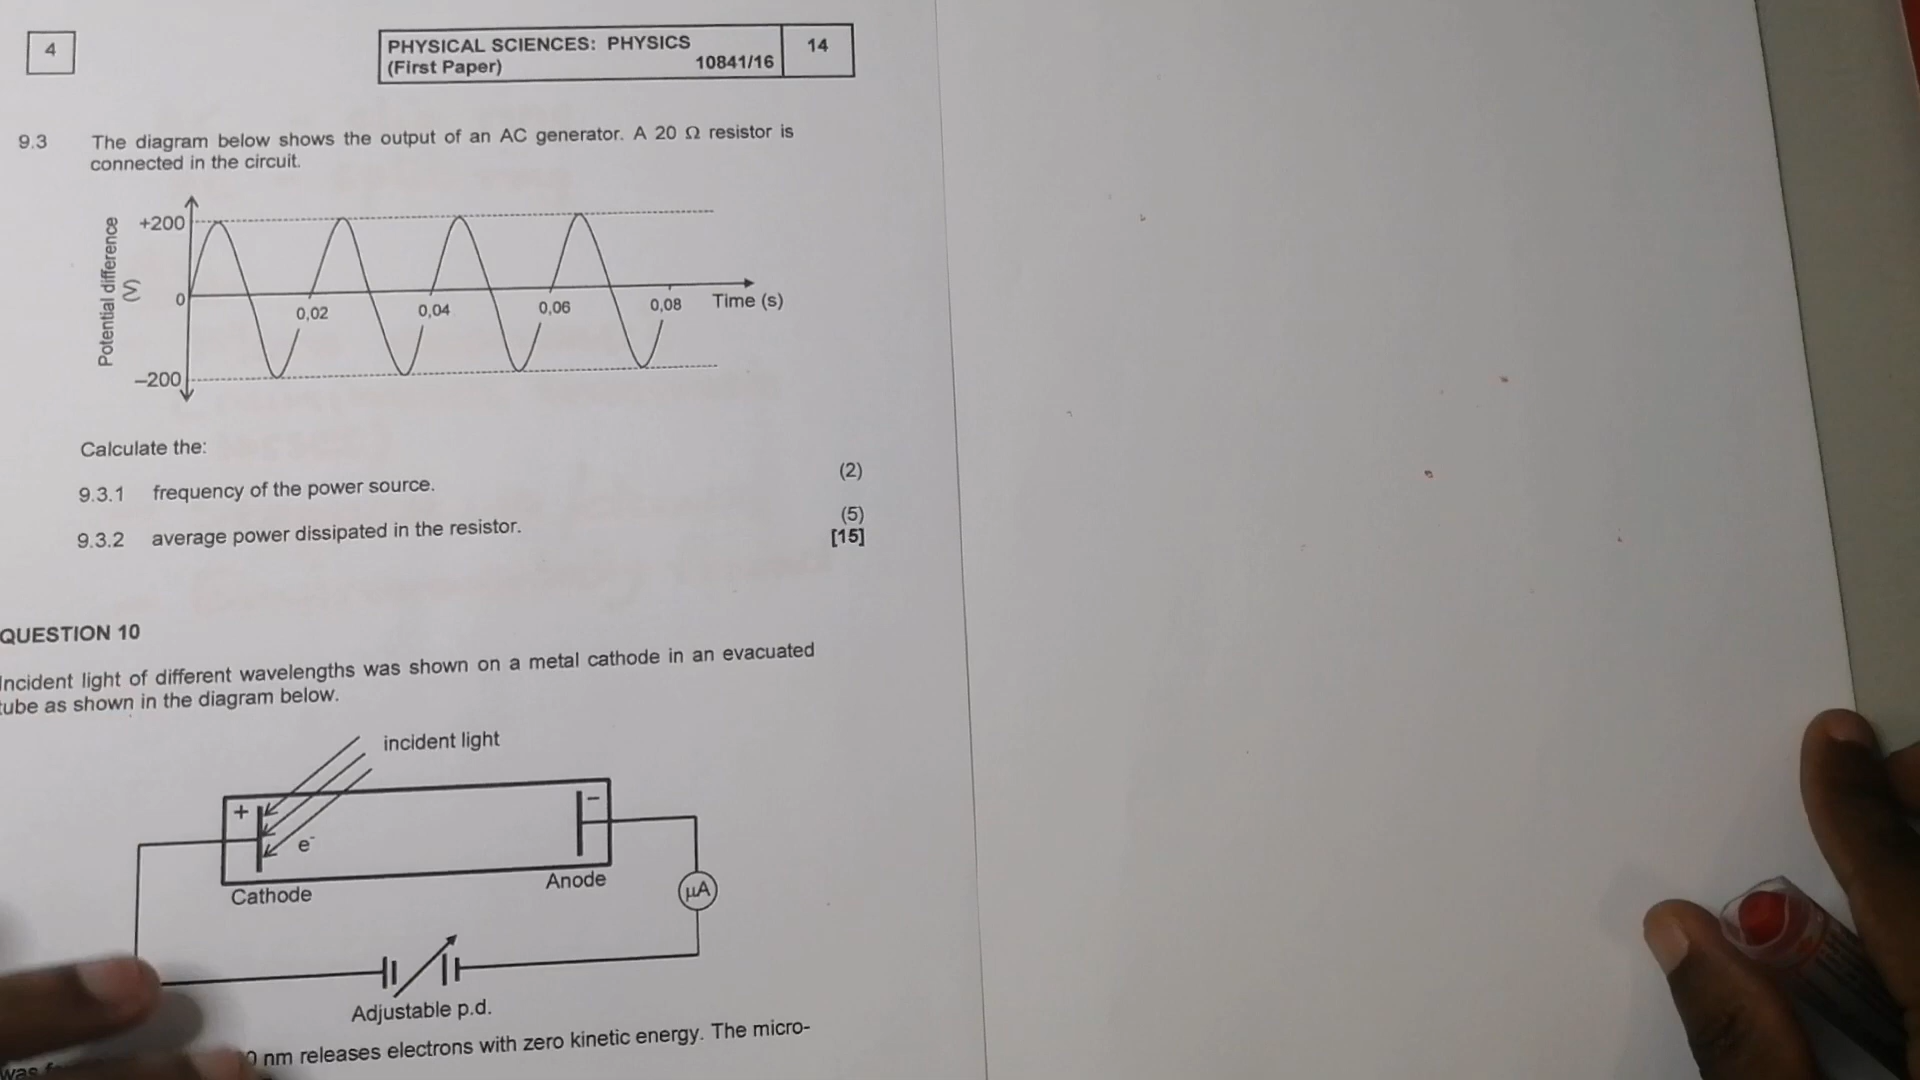 4
PHYSICAL SCIENCES: PHYSICS
(First Paper) 10841/16
14
9.3 The diagram below shows the output of an AC generator. A 20 Ω resistor is
connected in the circuit.
Potential difference
(V)
+200
0
–200
0,02 0,04 0,06 0,08 Time (s)
Calculate the:
9.3.1 frequency of the power source. (2)
9.3.2 average power dissipated in the resistor. (5)
[15]
QUESTION 10
Incident light of different wavelengths was shown on a metal cathode in an evacuated
tube as shown in the diagram below.
incident light
+ –
e⁻
Cathode Anode
μA
Adjustable p.d.
nm releases electrons with zero kinetic energy. The micro-
was